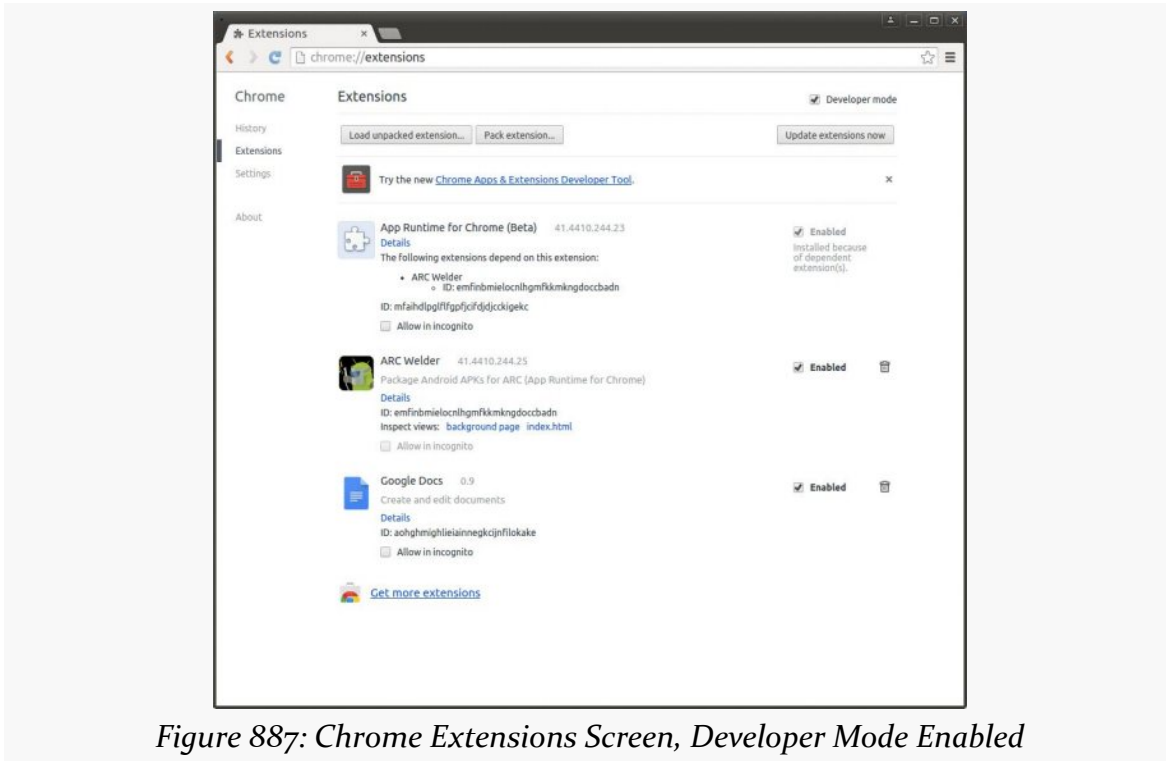 Extensions
chrome://extensions
Chrome
History
Extensions
Settings
About
Extensions
Developer mode
Load unpacked extension...
Pack extension...
Update extensions now
Try the new Chrome Apps & Extensions Developer Tool.
App Runtime for Chrome (Beta) 41.4410.244.23
Details
The following extensions depend on this extension:
• ARC Welder
◦ ID: emfinbmielocnlhgmfkkmkngdoccbadn
ID: mfaihdlpglflfgpfjcifdjdjcckigekc
Allow in incognito
Enabled
Installed because
of dependent
extension(s).
ARC Welder 41.4410.244.25
Package Android APKs for ARC (App Runtime for Chrome)
Details
ID: emfinbmielocnlhgmfkkmkngdoccbadn
Inspect views: background page index.html
Allow in incognito
Enabled
Google Docs 0.9
Create and edit documents
Details
ID: aohghmighlieiainnegkcijnfilokake
Allow in incognito
Enabled
Get more extensions
Figure 887: Chrome Extensions Screen, Developer Mode Enabled